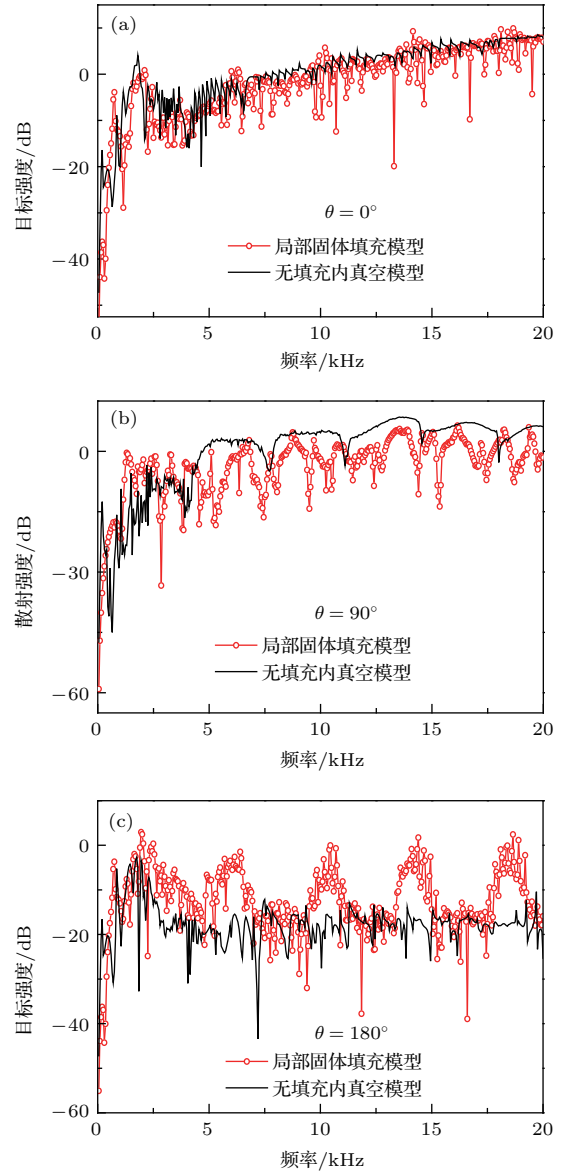 (a)
0
−20
−40
目标强度/dB
θ = 0°
局部固体填充模型
无填充内真空模型
0 5 10 15 20
频率/kHz
(b)
0
−30
−60
散射强度/dB
θ = 90°
局部固体填充模型
无填充内真空模型
0 5 10 15 20
频率/kHz
(c)
0
−20
−40
−60
目标强度/dB
θ = 180°
局部固体填充模型
无填充内真空模型
0 5 10 15 20
频率/kHz